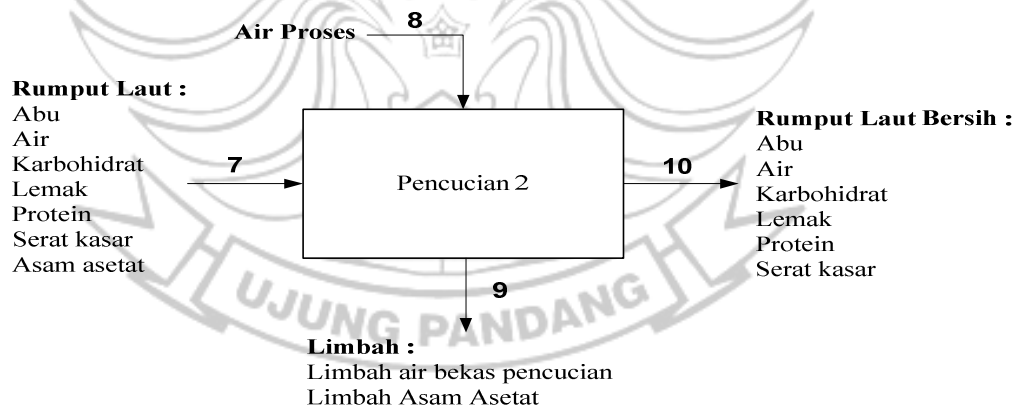 8
Air Proses
Rumput Laut :
Abu
Air
Karbohidrat
Lemak
Protein
Serat kasar
Asam asetat
7
Pencucian 2
10
Rumput Laut Bersih :
Abu
Air
Karbohidrat
Lemak
Protein
Serat kasar
9
UJUNG PANDANG
Limbah :
Limbah air bekas pencucian
Limbah Asam Asetat